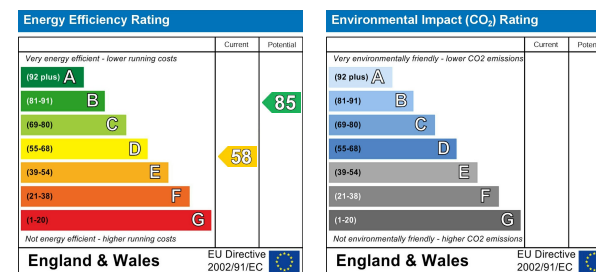 Energy Efficiency Rating
Current Potential
Very energy efficient - lower running costs
(92 plus) A
(81-91) B
85
(69-80) C
(55-68) D
58
(39-54) E
(21-38) F
(1-20) G
Not energy efficient - higher running costs
England & Wales
EU Directive
2002/91/EC
Environmental Impact (CO2) Rating
Current Poten
Very environmentally friendly - lower CO2 emissions
(92 plus) A
(81-91) B
(69-80) C
(55-68) D
(39-54) E
(21-38) F
(1-20) G
Not environmentally friendly - higher CO2 emissions
England & Wales
EU Directive
2002/91/EC